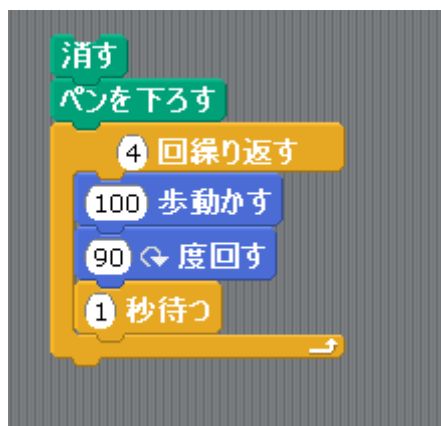 消す
ペンを下ろす
4 回繰り返す
100 歩動かす
90 度回す
1 秒待つ